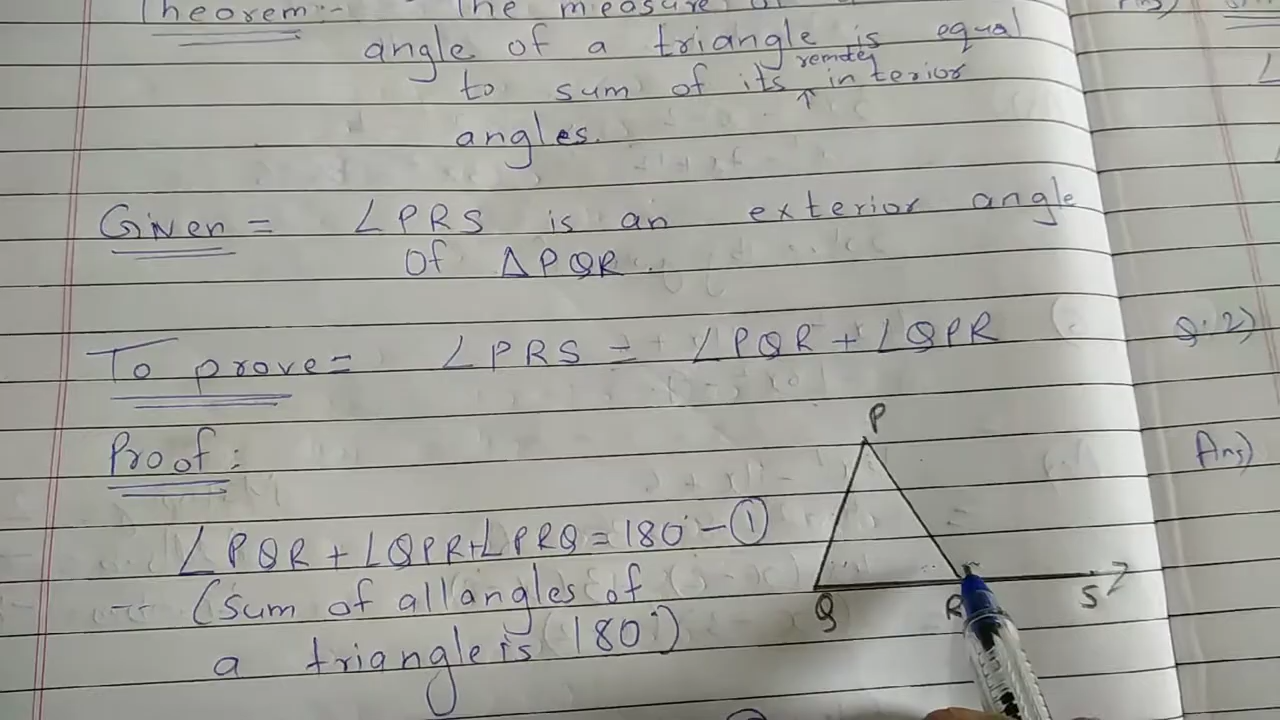 Theorem:- The measure
angle of a triangle is equal
remote
to sum of its ↑ interior
angles.
Given = ∠PRS is an exterior angle
of ΔPQR.
To prove = ∠PRS = ∠PQR + ∠QPR
Q.2)
Proof:
P
Ans)
∠PQR + ∠QPR + ∠PRQ = 180° - ①
(Sum of all angles of
a triangle is 180°)
Q R S